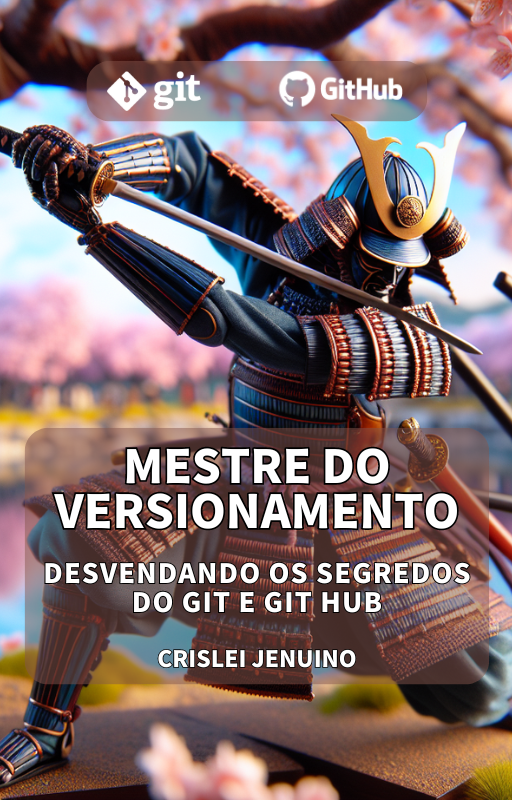 git GitHub
MESTRE DO
VERSIONAMENTO
DESVENDANDO OS SEGREDOS
DO GIT E GIT HUB
CRISLEI JENUINO